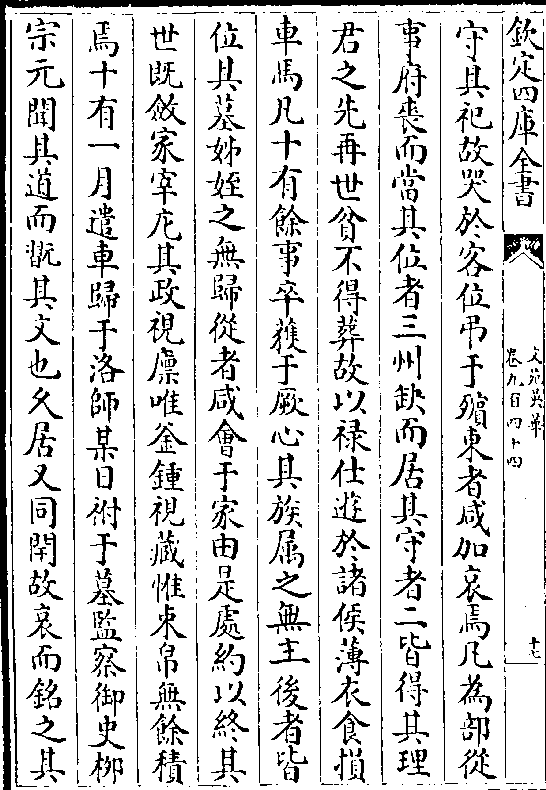 欽定四庫全書
文苑英華
卷九百四十四
十七
守其祀故哭於客位弔于殯東者咸加哀焉凡為部從
事府喪而當其位者三州缺而居其守者二皆得其理
君之先再世貧不得葬故以禄仕遊於諸侯薄衣食損
車馬凡十有餘事卒獲于厥心其族属之無主後者皆
位其墓姊姪之無歸從者咸會于家由是處約以終其
世既斂家宰庀其政視廪唯釜鍾視藏惟束帛無餘積
焉十有一月遣車歸于洛師某日祔于墓監察御史栁
宗元聞其道而翫其文也乆居又同閈故哀而銘之其